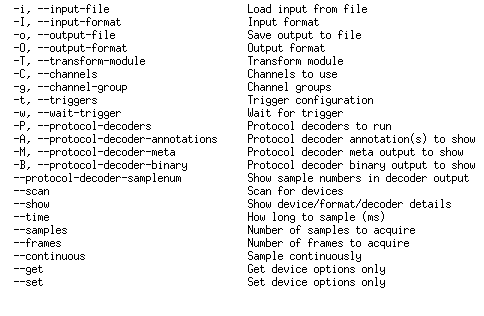 -i, --input-file Load input from file
-I, --input-format Input format
-o, --output-file Save output to file
-O, --output-format Output format
-T, --transform-module Transform module
-C, --channels Channels to use
-g, --channel-group Channel groups
-t, --triggers Trigger configuration
-w, --wait-trigger Wait for trigger
-P, --protocol-decoders Protocol decoders to run
-A, --protocol-decoder-annotations Protocol decoder annotation(s) to show
-M, --protocol-decoder-meta Protocol decoder meta output to show
-B, --protocol-decoder-binary Protocol decoder binary output to show
--protocol-decoder-samplenum Show sample numbers in decoder output
--scan Scan for devices
--show Show device/format/decoder details
--time How long to sample (ms)
--samples Number of samples to acquire
--frames Number of frames to acquire
--continuous Sample continuously
--get Get device options only
--set Set device options only